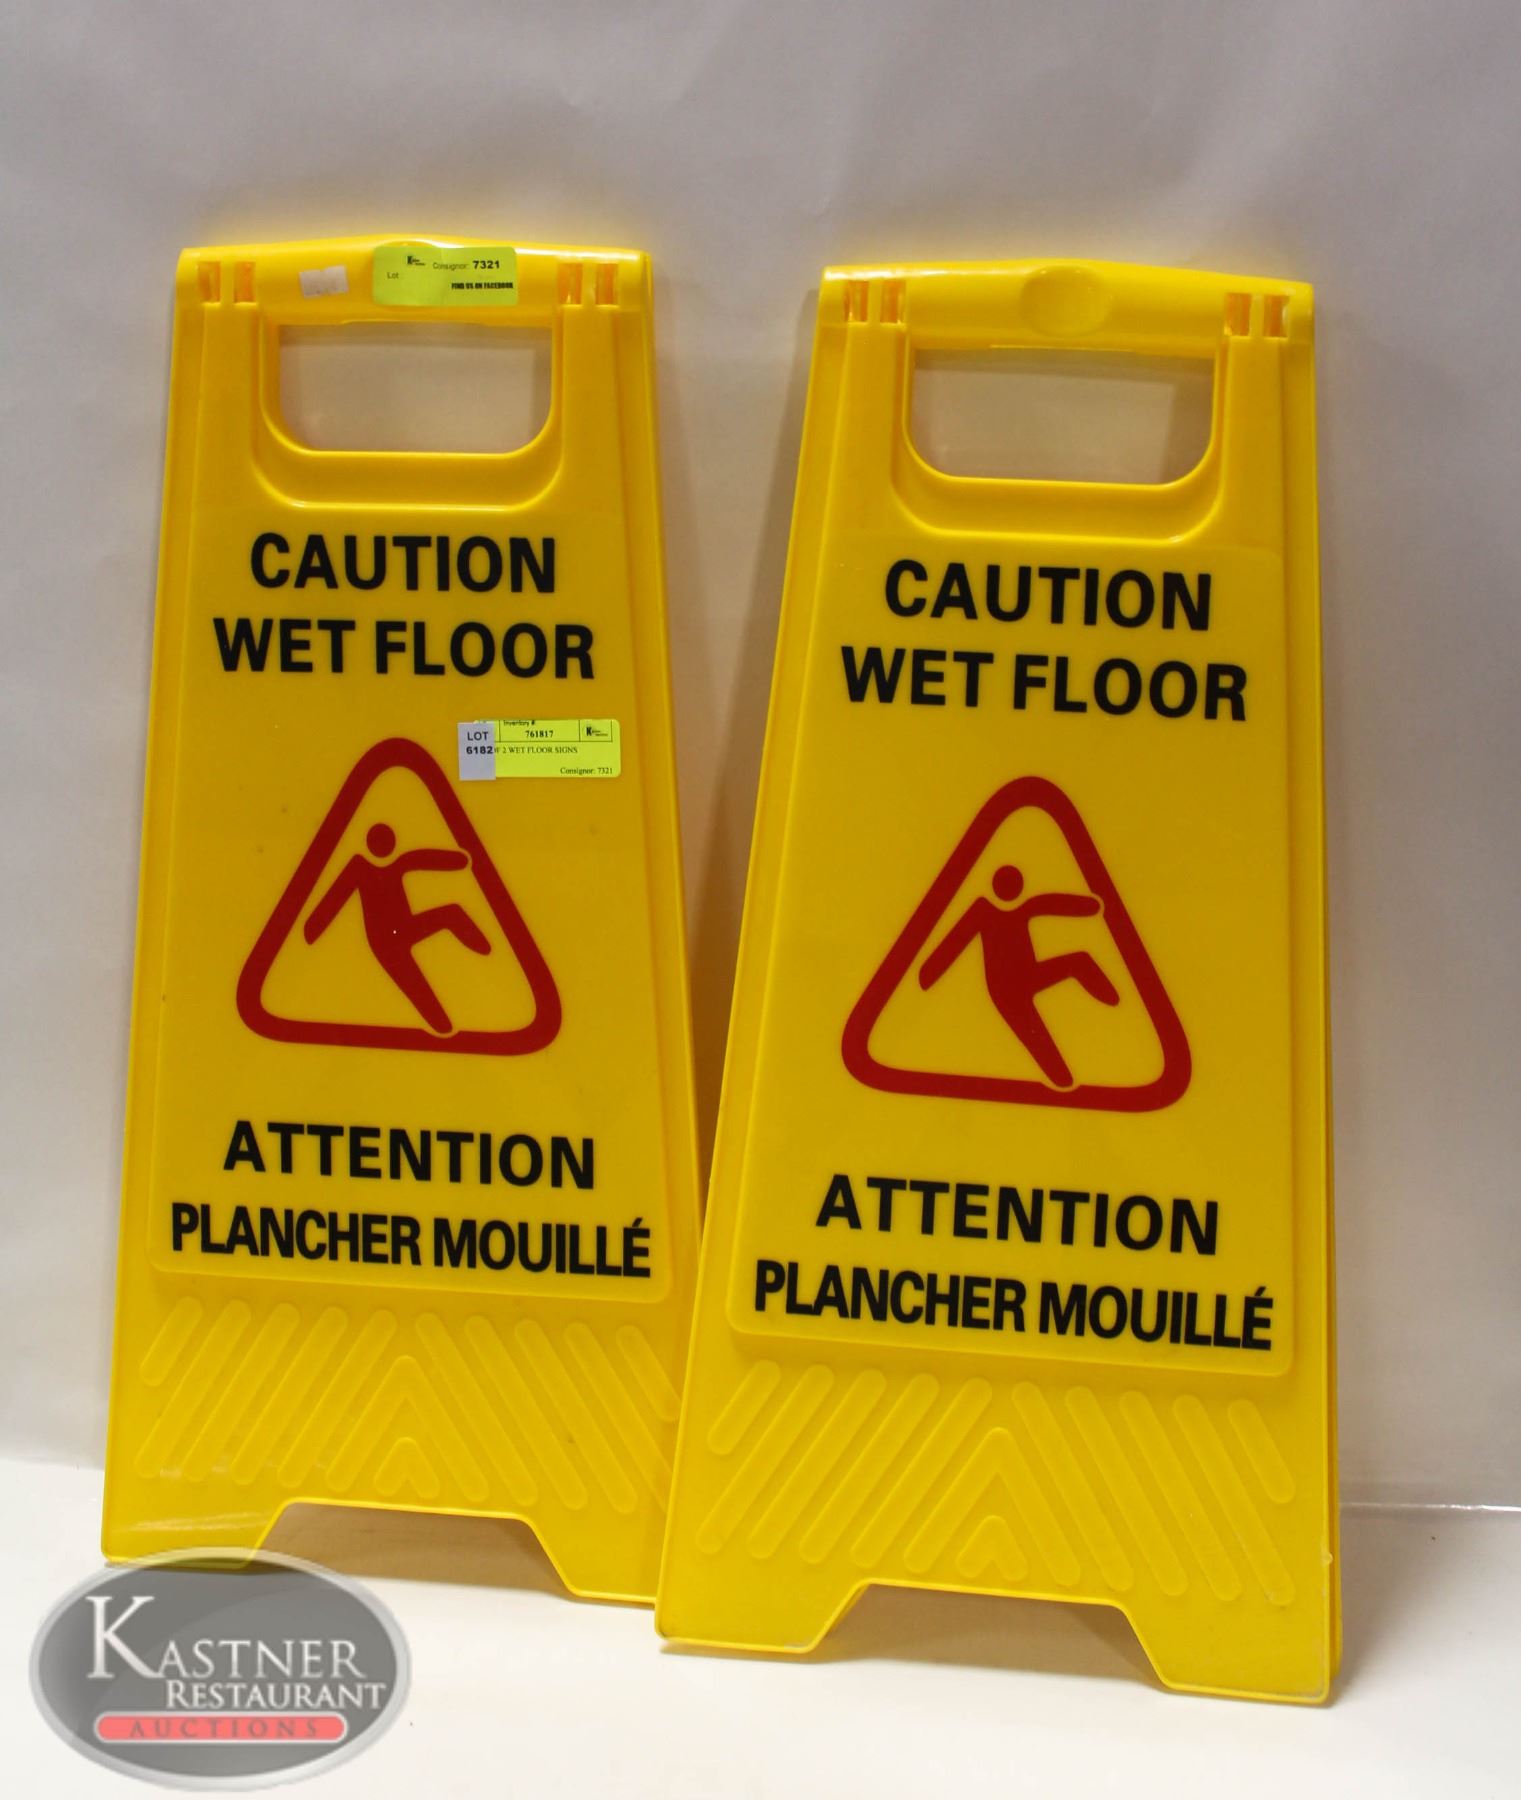 Consignor: 7321
Lot
FIND US ON FACEBOOK
CAUTION
WET FLOOR
Inventory #
761817
LOT
6182
OF 2 WET FLOOR SIGNS
Consignor: 7321
ATTENTION
PLANCHER MOUILLÉ
CAUTION
WET FLOOR
ATTENTION
PLANCHER MOUILLÉ
KASTNER
RESTAURANT
AUCTIONS